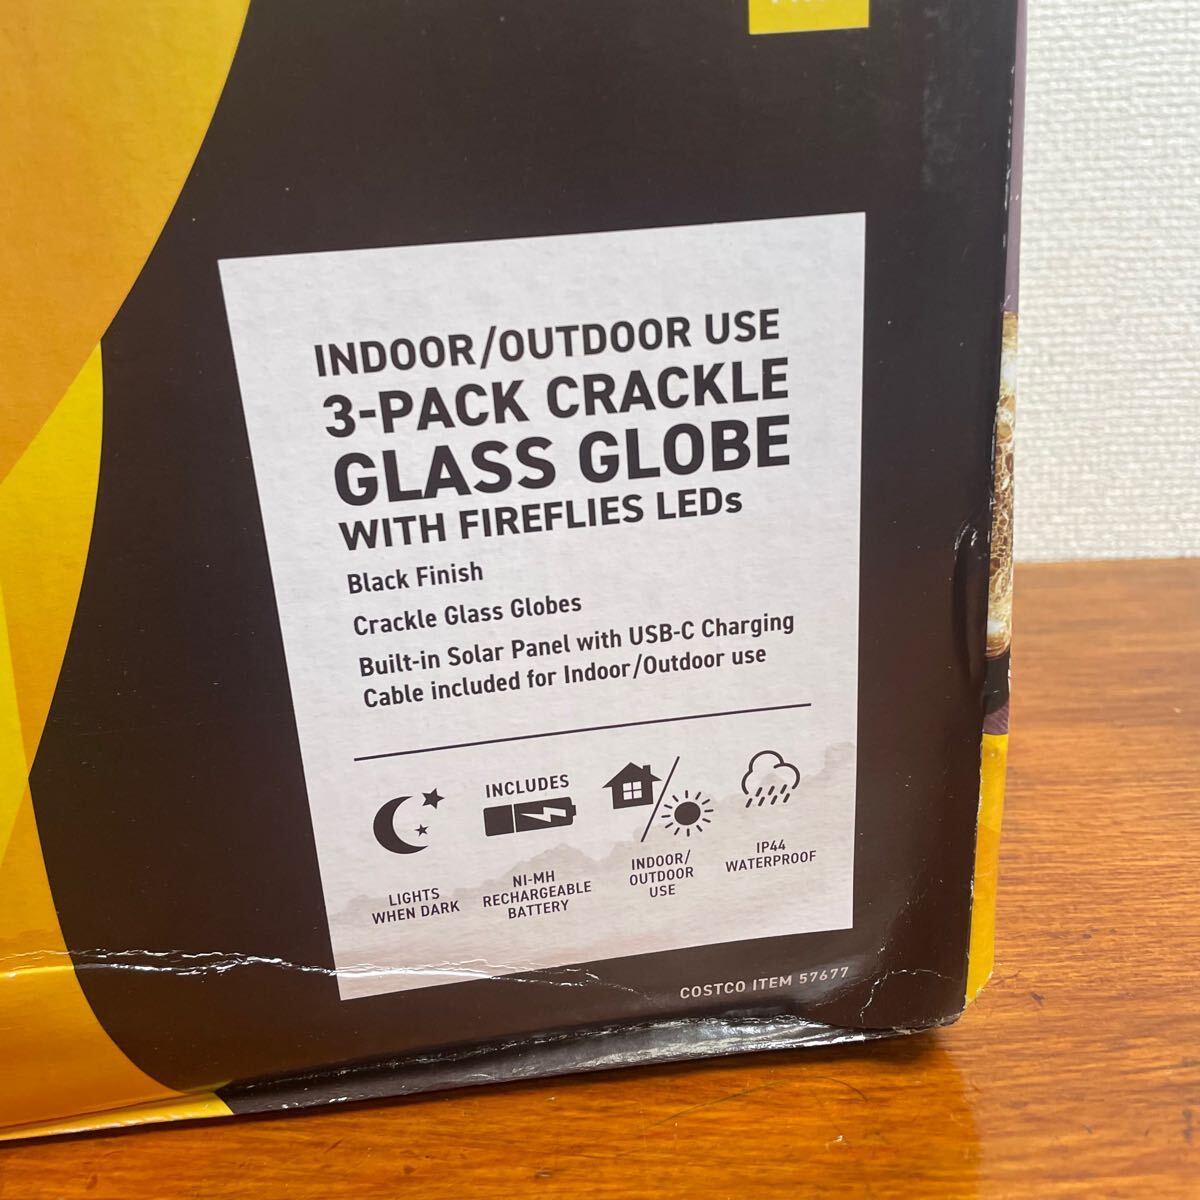 INDOOR/OUTDOOR USE
3-PACK CRACKLE
GLASS GLOBE
WITH FIREFLIES LEDs
Black Finish
Crackle Glass Globes
Built-in Solar Panel with USB-C Charging
Cable included for Indoor/Outdoor use
LIGHTS
WHEN DARK
INCLUDES
NI-MH
RECHARGEABLE
BATTERY
INDOOR/
OUTDOOR
USE
IP44
WATERPROOF
COSTCO ITEM 57677